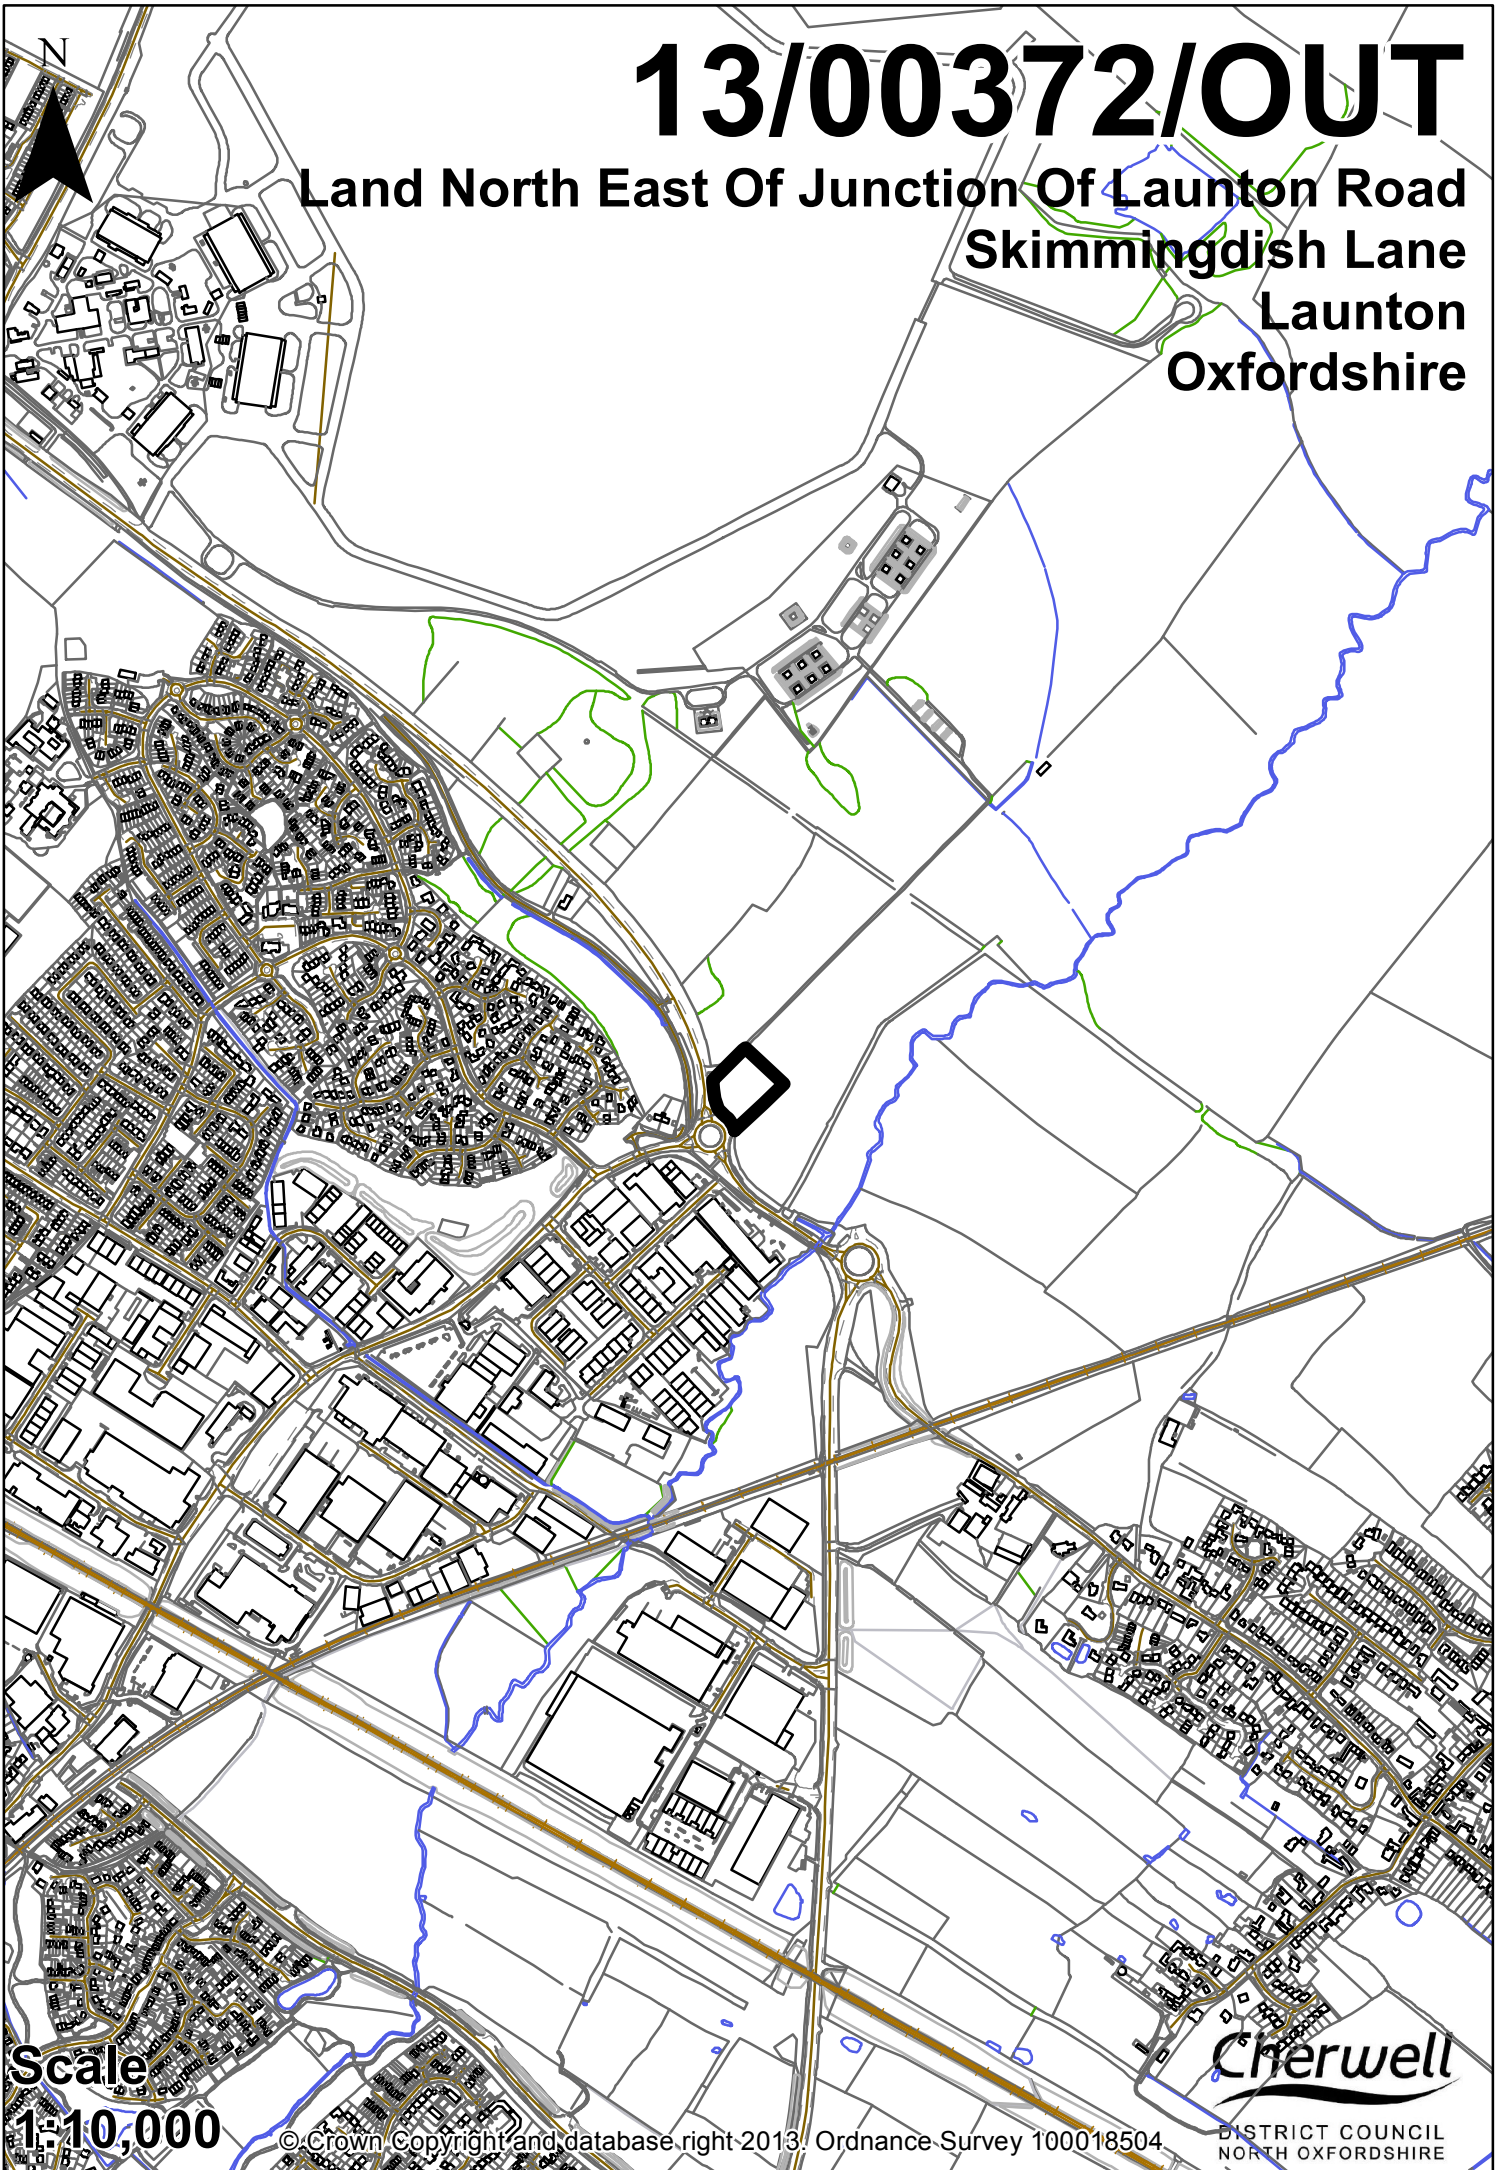 N
13/00372/OUT
Land North East Of Junction Of Launton Road
Skimmingdish Lane
Launton
Oxfordshire
Scale
1:10,000
© Crown Copyright and database right 2013. Ordnance Survey 100018504
Cherwell
DISTRICT COUNCIL
NORTH OXFORDSHIRE